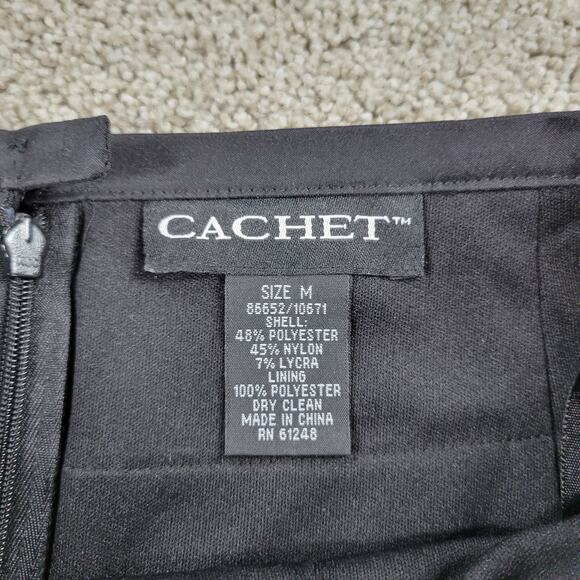 CACHET™
SIZE M
86652/10671
SHELL:
48% POLYESTER
45% NYLON
7% LYCRA
LINING
100% POLYESTER
DRY CLEAN
MADE IN CHINA
RN 61248